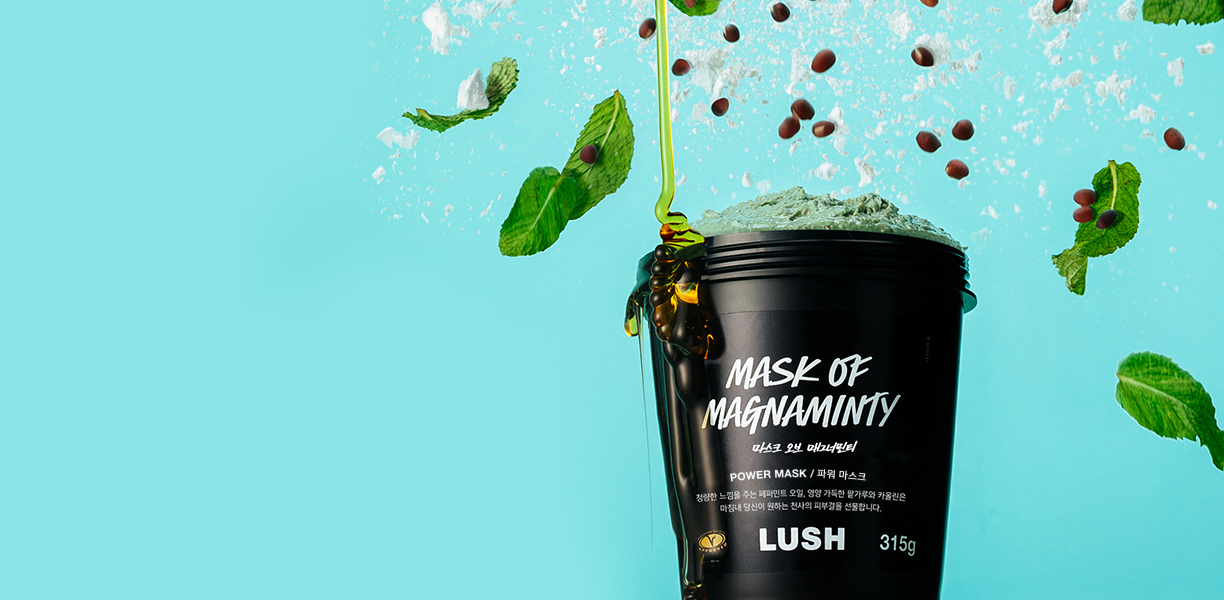 MASK OF
MAGNAMINTY
마스크 오브 매그너민티
POWER MASK / 파워 마스크
청량한 느낌을 주는 페퍼민트 오일, 영양 가득한 팥가루와 카올린은
마침내 당신이 원하는 천사의 피부결을 선물합니다.
LUSH
315g